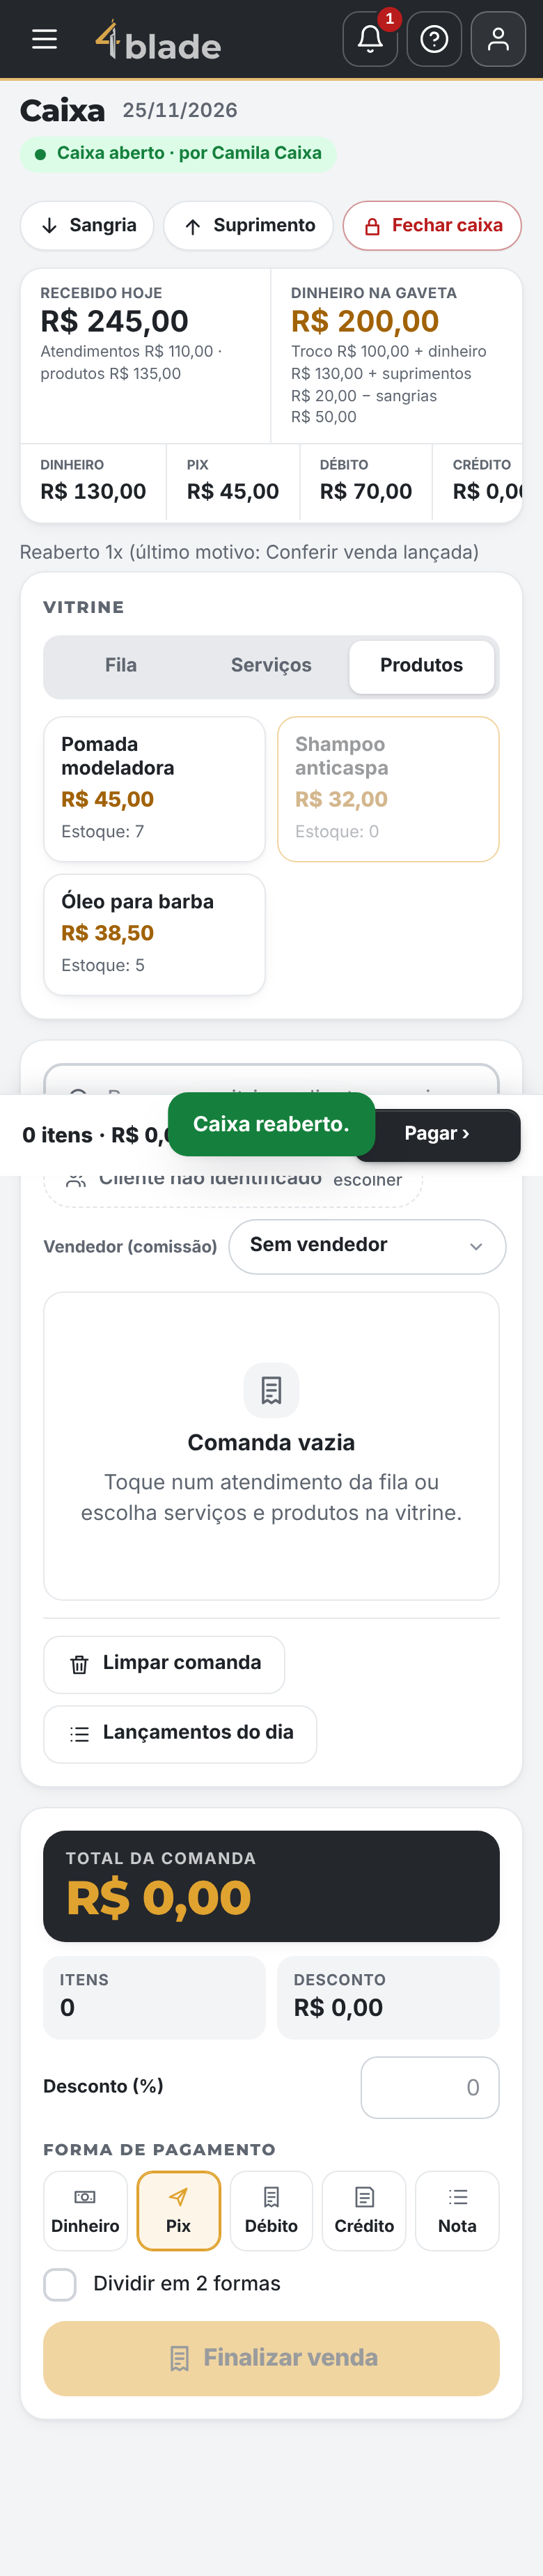 4blade
1
Caixa 25/11/2026
Caixa aberto · por Camila Caixa
Sangria
Suprimento
Fechar caixa
RECEBIDO HOJE
R$ 245,00
Atendimentos R$ 110,00 ·
produtos R$ 135,00
DINHEIRO NA GAVETA
R$ 200,00
Troco R$ 100,00 + dinheiro
R$ 130,00 + suprimentos
R$ 20,00 − sangrias
R$ 50,00
DINHEIRO
R$ 130,00
PIX
R$ 45,00
DÉBITO
R$ 70,00
CRÉDITO
R$ 0,00
Reaberto 1x (último motivo: Conferir venda lançada)
VITRINE
Fila
Serviços
Produtos
Pomada
modeladora
R$ 45,00
Estoque: 7
Shampoo
anticaspa
R$ 32,00
Estoque: 0
Óleo para barba
R$ 38,50
Estoque: 5
0 itens · R$ 0,0
Caixa reaberto.
Pagar ›
Cliente não identificado escolher
Vendedor (comissão)
Sem vendedor
Comanda vazia
Toque num atendimento da fila ou
escolha serviços e produtos na vitrine.
Limpar comanda
Lançamentos do dia
TOTAL DA COMANDA
R$ 0,00
ITENS
0
DESCONTO
R$ 0,00
Desconto (%)
0
FORMA DE PAGAMENTO
Dinheiro
Pix
Débito
Crédito
Nota
Dividir em 2 formas
Finalizar venda